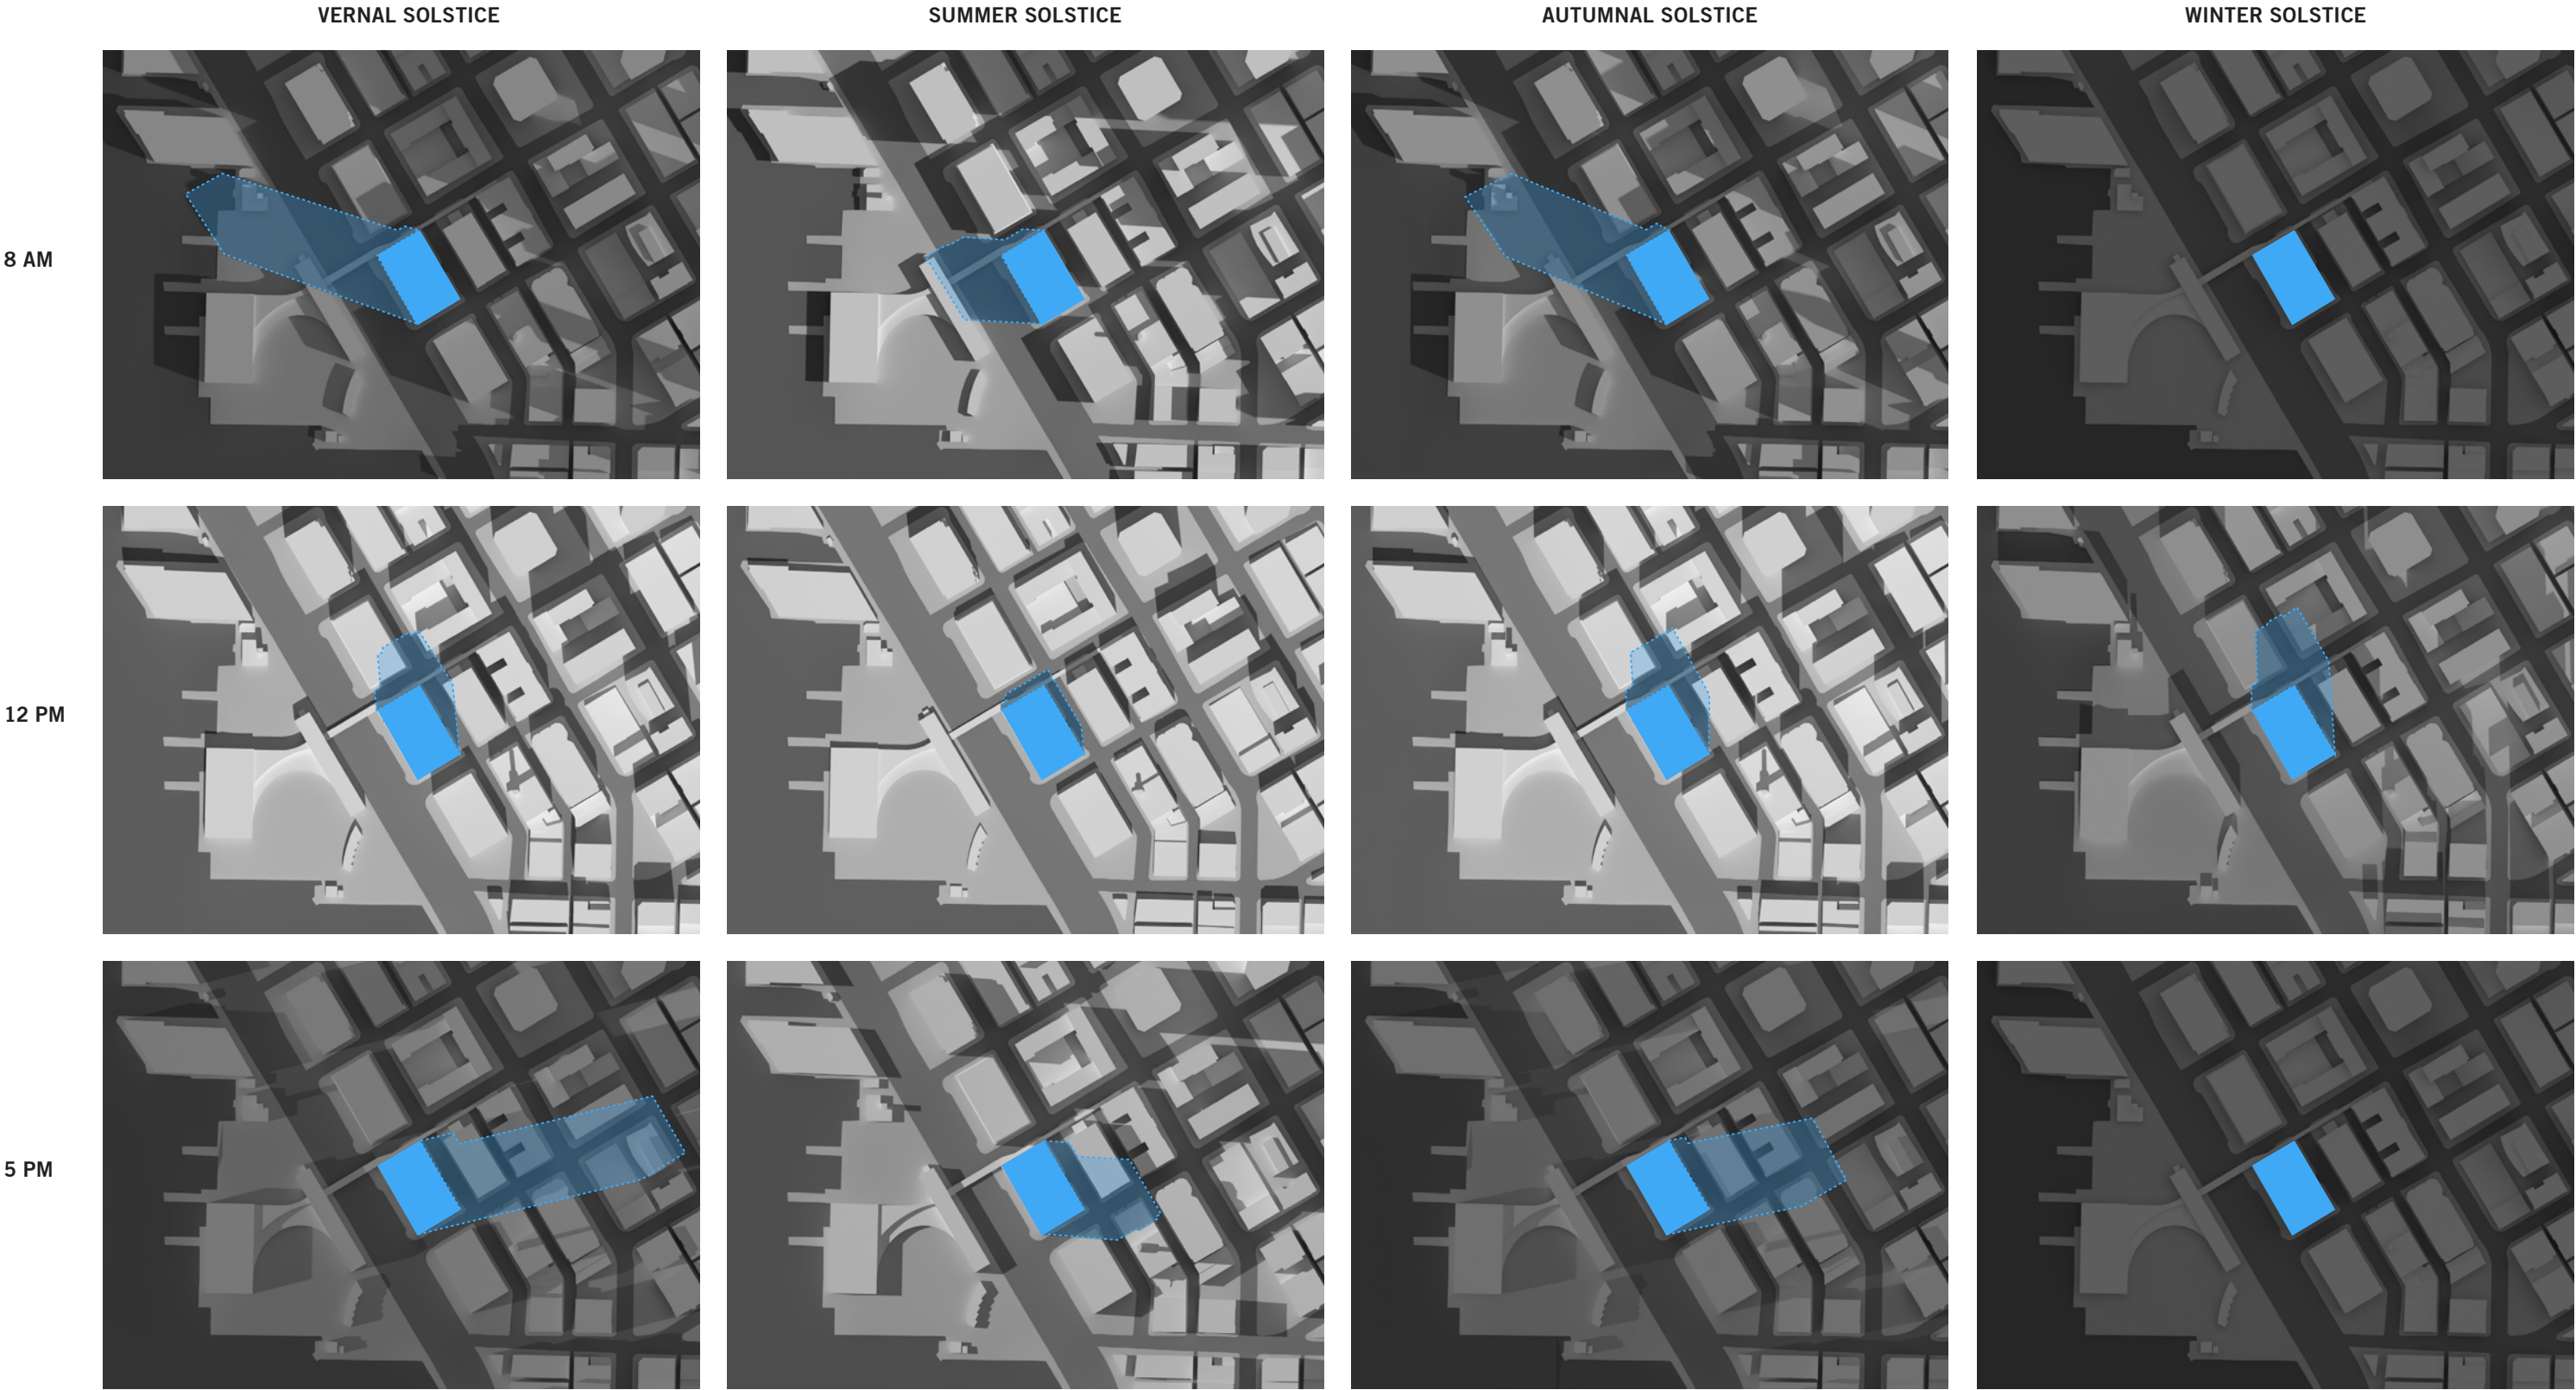 VERNAL SOLSTICE
SUMMER SOLSTICE
AUTUMNAL SOLSTICE
WINTER SOLSTICE
8 AM
12 PM
5 PM